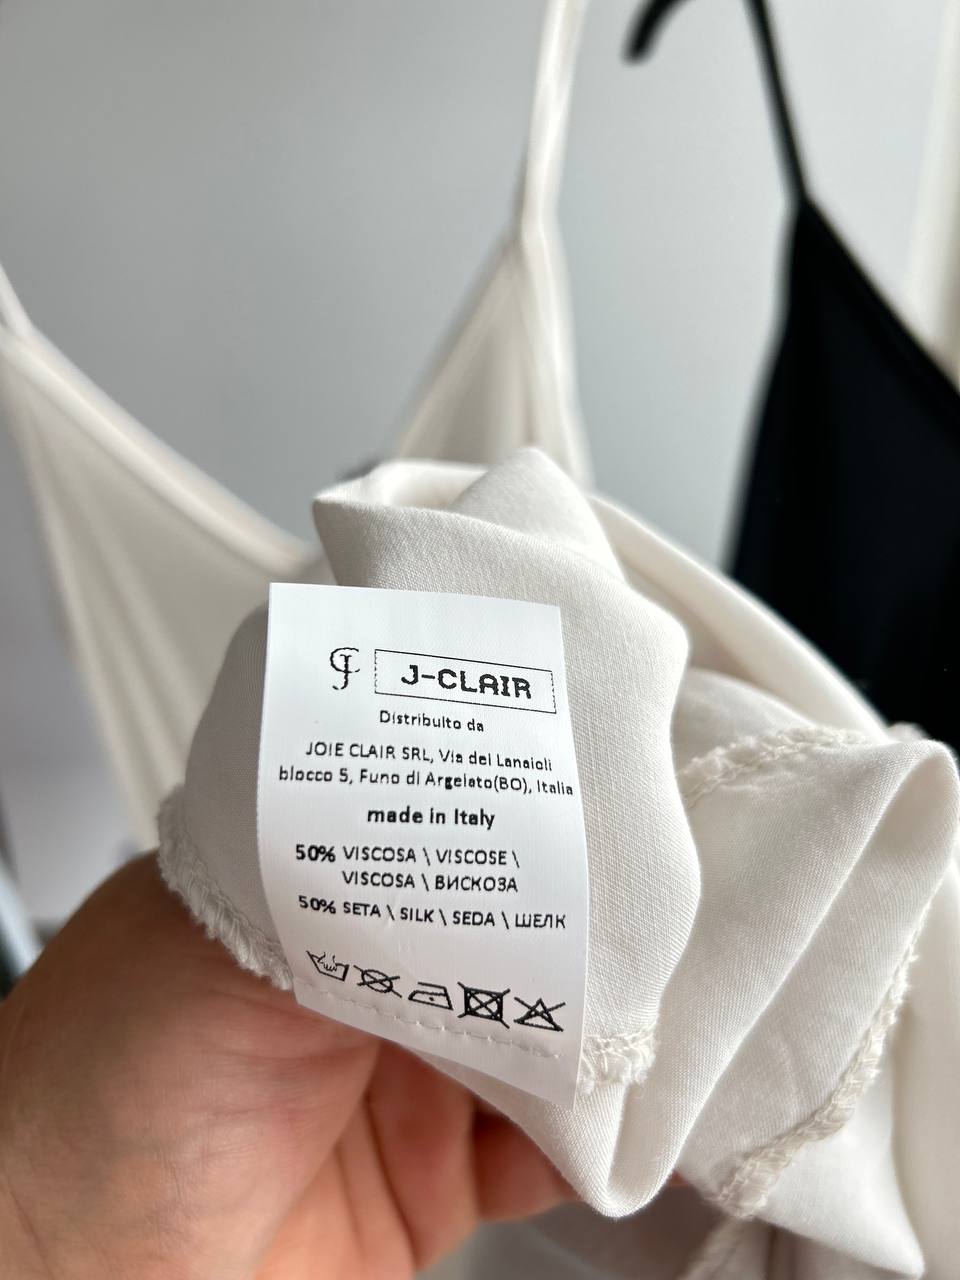 J-CLAIR
Distribuito da
JOIE CLAIR SRL, Via dei Lanaioli
blocco 5, Funo di Argelato(BO), Italia
made in Italy
50% VISCOSA \ VISCOSE \
VISCOSA \ ВИСКОЗА
50% SETA \ SILK \ SEDA \ ШЕЛК